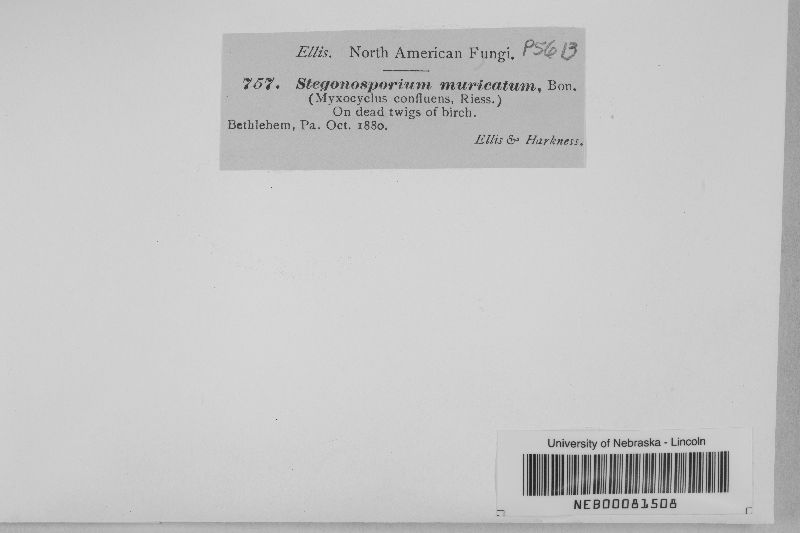 Ellis. North American Fungi. P56B
757. Stegonosporium muricatum, Bon.
(Myxocyclus confluens, Riess.)
On dead twigs of birch.
Bethlehem, Pa. Oct. 1880.
Ellis & Harkness.
University of Nebraska - Lincoln
NEB00081508